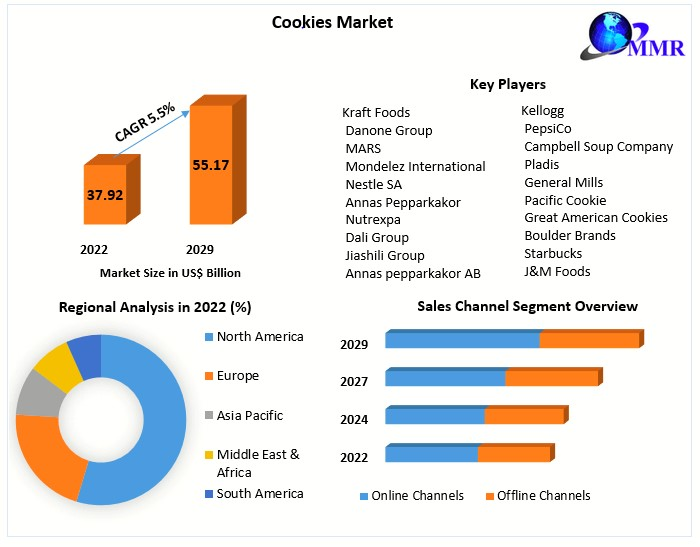 Cookies Market
MMR
CAGR 5.5%
37.92
55.17
2022
2029
Market Size in US$ Billion
Key Players
Kraft Foods
Danone Group
MARS
Mondelez International
Nestle SA
Annas Pepparkakor
Nutrexpa
Dali Group
Jiashili Group
Annas pepparkakor AB
Kellogg
PepsiCo
Campbell Soup Company
Pladis
General Mills
Pacific Cookie
Great American Cookies
Boulder Brands
Starbucks
J&M Foods
Regional Analysis in 2022 (%)
North America
Europe
Asia Pacific
Middle East &
Africa
South America
Sales Channel Segment Overview
2029
2027
2024
2022
Online Channels
Offline Channels